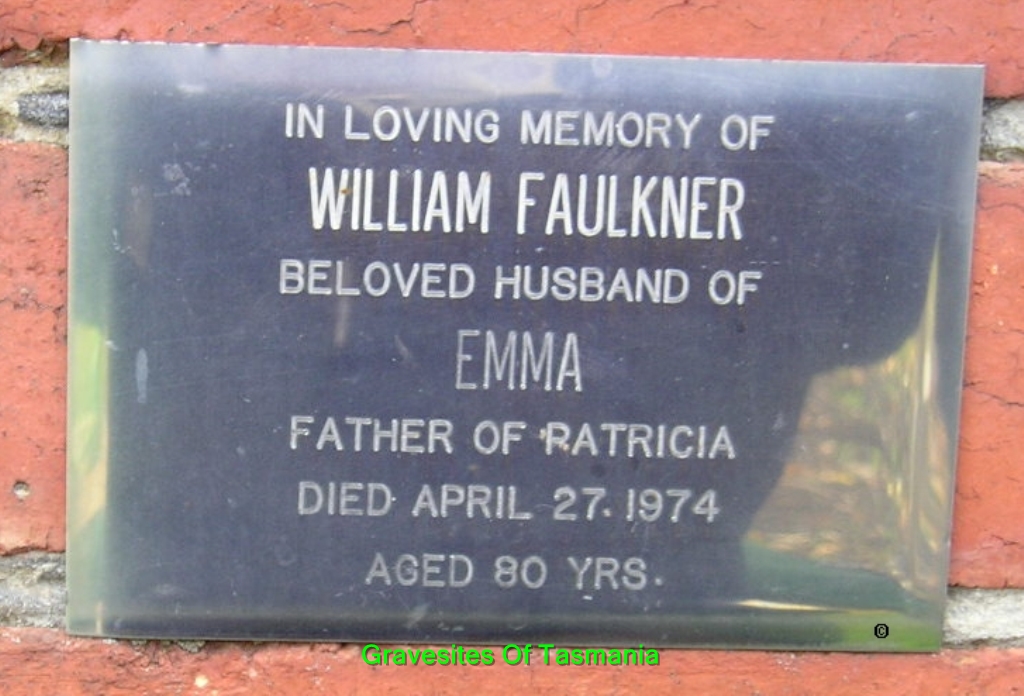 IN LOVING MEMORY OF
WILLIAM FAULKNER
BELOVED HUSBAND OF
EMMA
FATHER OF PATRICIA
DIED APRIL 27. 1974
AGED 80 YRS.
©
Gravesites Of Tasmania